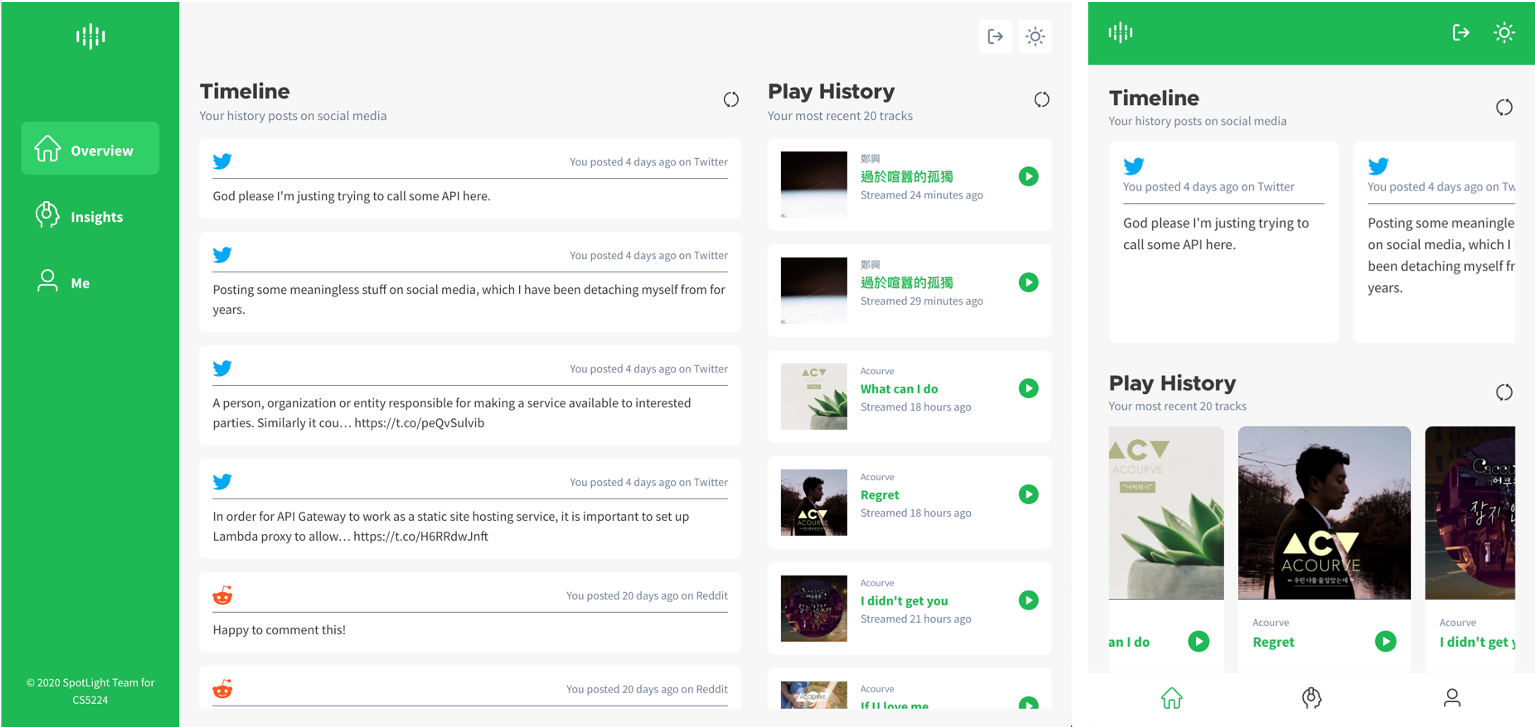 Overview
Insights
Me
© 2020 SpotLight Team for
CS5224
Timeline
Your history posts on social media
You posted 4 days ago on Twitter
God please I'm justing trying to call some API here.
You posted 4 days ago on Twitter
Posting some meaningless stuff on social media, which I have been detaching myself from for
years.
You posted 4 days ago on Twitter
A person, organization or entity responsible for making a service available to interested
parties. Similarly it cou… https://t.co/peQvSulvib
You posted 4 days ago on Twitter
In order for API Gateway to work as a static site hosting service, it is important to set up
Lambda proxy to allow… https://t.co/H6RRdwJnft
You posted 20 days ago on Reddit
Happy to comment this!
You posted 20 days ago on Reddit
Play History
Your most recent 20 tracks
鄭興
過於喧囂的孤獨
Streamed 24 minutes ago
鄭興
過於喧囂的孤獨
Streamed 29 minutes ago
Acourve
What can I do
Streamed 18 hours ago
Acourve
Regret
Streamed 18 hours ago
ACOURVE
Acourve
I didn't get you
Streamed 21 hours ago
Acourve
If U love me
Timeline
Your history posts on social media
You posted 4 days ago on Twitter
God please I'm justing trying to
call some API here.
You posted 4 days ago on Tw
Posting some meaningle
on social media, which I
been detaching myself fr
years.
Play History
Your most recent 20 tracks
ACOURVE
an I do
ACOURVE
Acourve
Regret
Acourve
I didn't get y